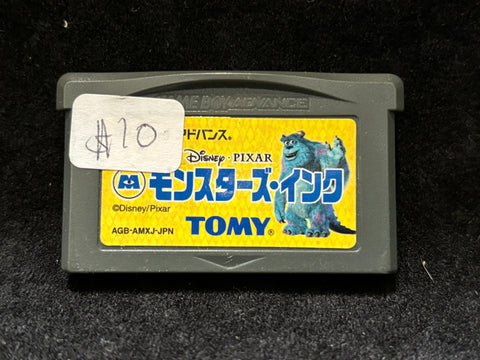 GAME BOY ADVANCE
$10
アドバンス®
Disney・PIXAR
M モンスターズ・インク
©Disney/Pixar
TOMY
AGB-AMXJ-JPN